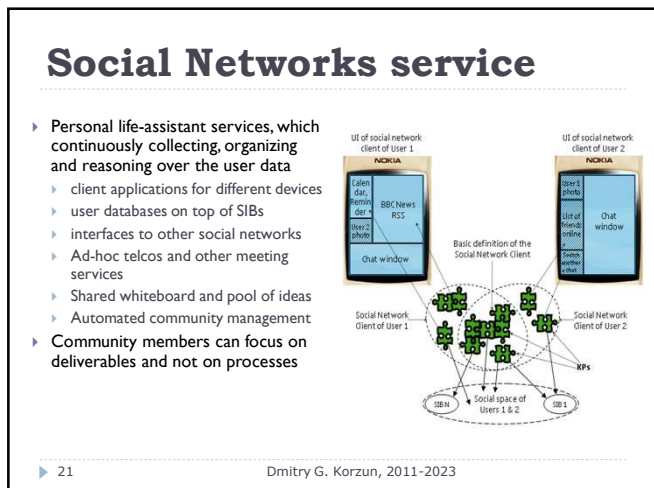 Social Networks service
Personal life-assistant services, which
continuously collecting, organizing
and reasoning over the user data
client applications for different devices
user databases on top of SIBs
interfaces to other social networks
Ad-hoc telcos and other meeting
services
Shared whiteboard and pool of ideas
Automated community management
Community members can focus on
deliverables and not on processes
UI of social network
client of User 1
NOKIA
Calen
dar,
Remin
der
BBC News
RSS
User 2
photo
Chat window
UI of social network
client of User 2
NOKIA
User 1
photo
List of
friends
online
Switch
another
chat
Chat
window
Basic definition of the
Social Network Client
Social Network
Client of User 1
Social Network
Client of User 2
KPs
SIB N
Social space of
Users 1 & 2
SIB 1
21
Dmitry G. Korzun, 2011-2023